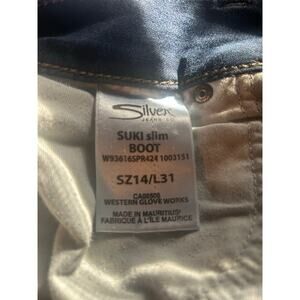 Silver
JEANS CO
SUKI slim
BOOT
W93616SPR424 1003151
SZ14/L31
CA00506
WESTERN GLOVE WORKS
MADE IN MAURITIUS/
FABRIQUÉ À L'ÎLE MAURICE